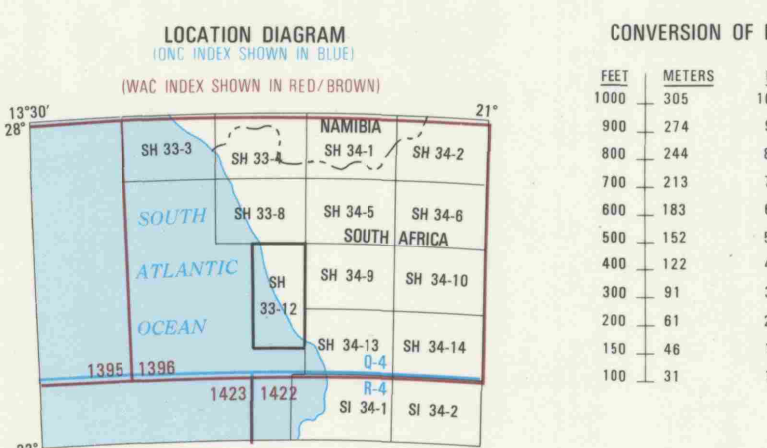 LOCATION DIAGRAM
(ONC INDEX SHOWN IN BLUE)
(WAC INDEX SHOWN IN RED/BROWN)
13°30'
21°
28°
NAMIBIA
SH 33-3
SH 33-4
SH 34-1
SH 34-2
SOUTH
SH 33-8
SH 34-5
SH 34-6
SOUTH AFRICA
ATLANTIC
SH
33-12
SH 34-9
SH 34-10
OCEAN
SH 34-13
SH 34-14
1395
1396
Q-4
R-4
1423
1422
SI 34-1
SI 34-2
CONVERSION OF
FEET METERS
1000 305
900 274
800 244
700 213
600 183
500 152
400 122
300 91
200 61
150 46
100 31